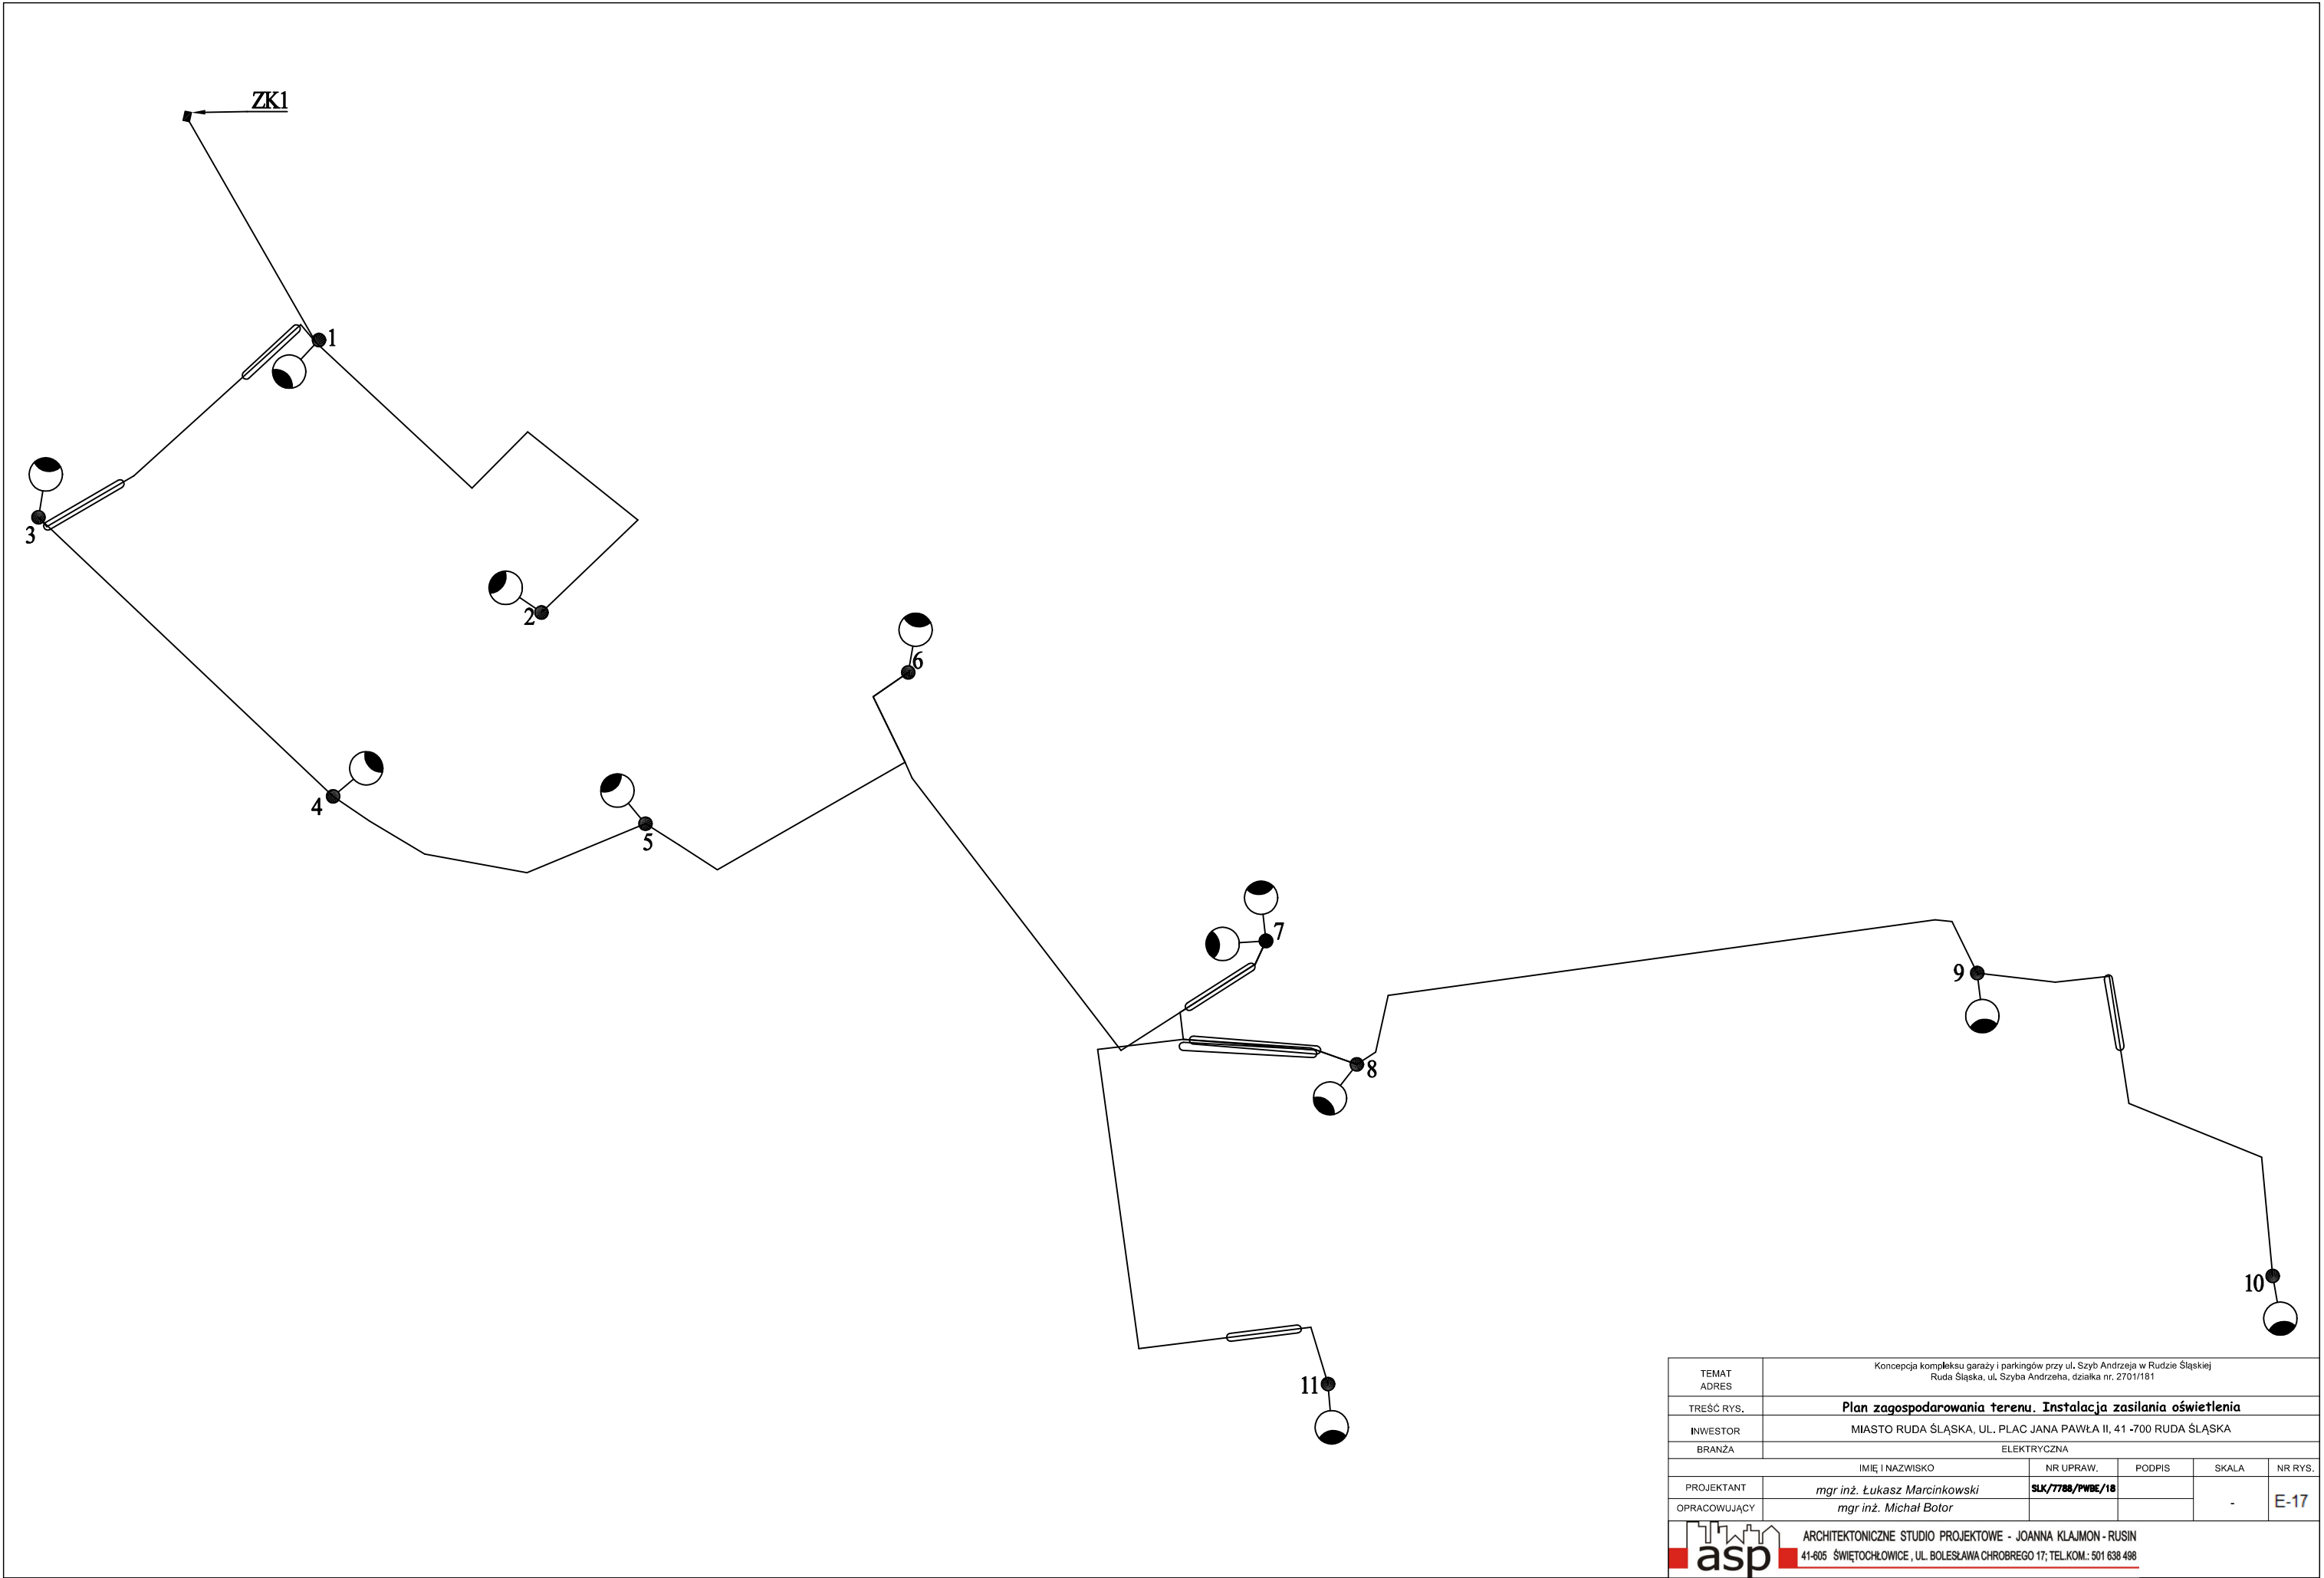 ZK1
1
3
2
6
4
5
7
9
8
10
11
TEMAT
ADRES
Koncepcja kompleksu garaży i parkingów przy ul. Szyb Andrzeja w Rudzie Śląskiej
Ruda Śląska, ul. Szyba Andrzeha, działka nr. 2701/181
TREŚĆ RYS.
Plan zagospodarowania terenu. Instalacja zasilania oświetlenia
INWESTOR
MIASTO RUDA ŚLĄSKA, UL. PLAC JANA PAWŁA II, 41 -700 RUDA ŚLĄSKA
BRANŻA
ELEKTRYCZNA
IMIĘ I NAZWISKO
NR UPRAW.
PODPIS
SKALA
NR RYS.
PROJEKTANT
mgr inż. Łukasz Marcinkowski
SLK/7788/PWBE/18
OPRACOWUJĄCY
mgr inż. Michał Botor
-
E-17
asp
ARCHITEKTONICZNE STUDIO PROJEKTOWE - JOANNA KLAJMON - RUSIN
41-605 ŚWIĘTOCHŁOWICE , UL. BOLESŁAWA CHROBREGO 17; TEL.KOM.: 501 638 498